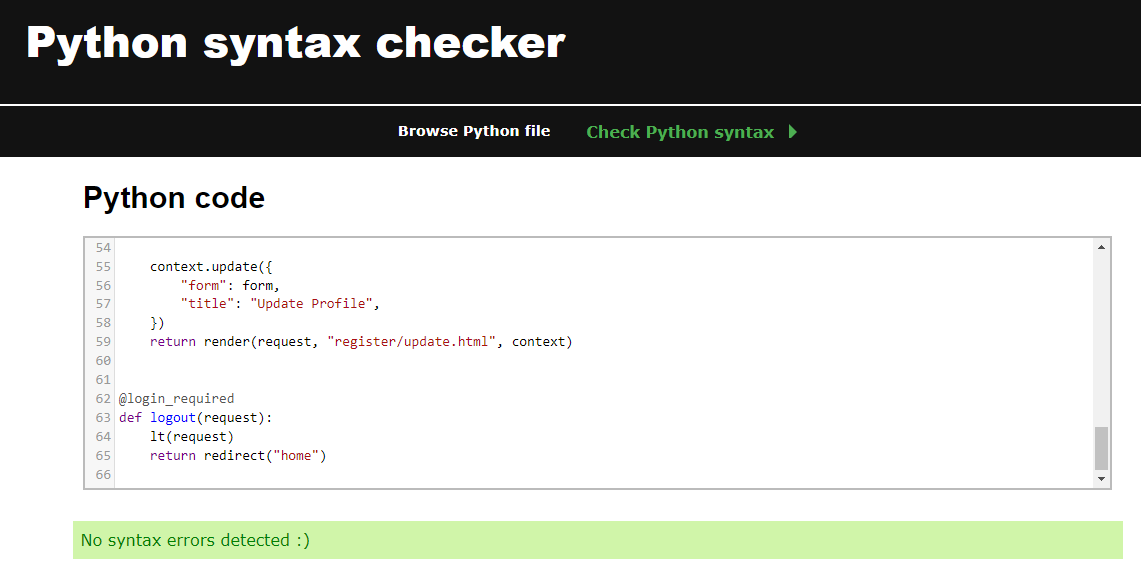 Python syntax checker
Browse Python file
Check Python syntax
Python code
54
55     context.update({
56         "form": form,
57         "title": "Update Profile",
58     })
59     return render(request, "register/update.html", context)
60
61
62 @login_required
63 def logout(request):
64     lt(request)
65     return redirect("home")
66
No syntax errors detected :)